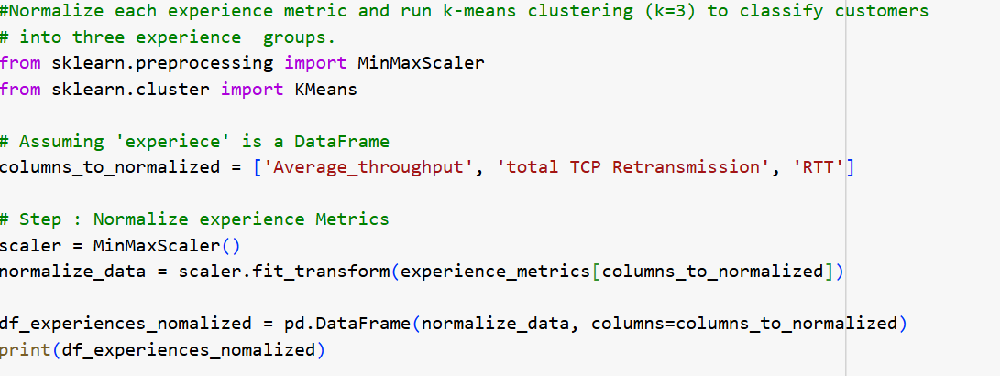 #Normalize each experience metric and run k-means clustering (k=3) to classify customers
# into three experience  groups.
from sklearn.preprocessing import MinMaxScaler
from sklearn.cluster import KMeans
# Assuming 'experiece' is a DataFrame
columns_to_normalized = ['Average_throughput', 'total TCP Retransmission', 'RTT']
# Step : Normalize experience Metrics
scaler = MinMaxScaler()
normalize_data = scaler.fit_transform(experience_metrics[columns_to_normalized])
df_experiences_nomalized = pd.DataFrame(normalize_data, columns=columns_to_normalized)
print(df_experiences_nomalized)